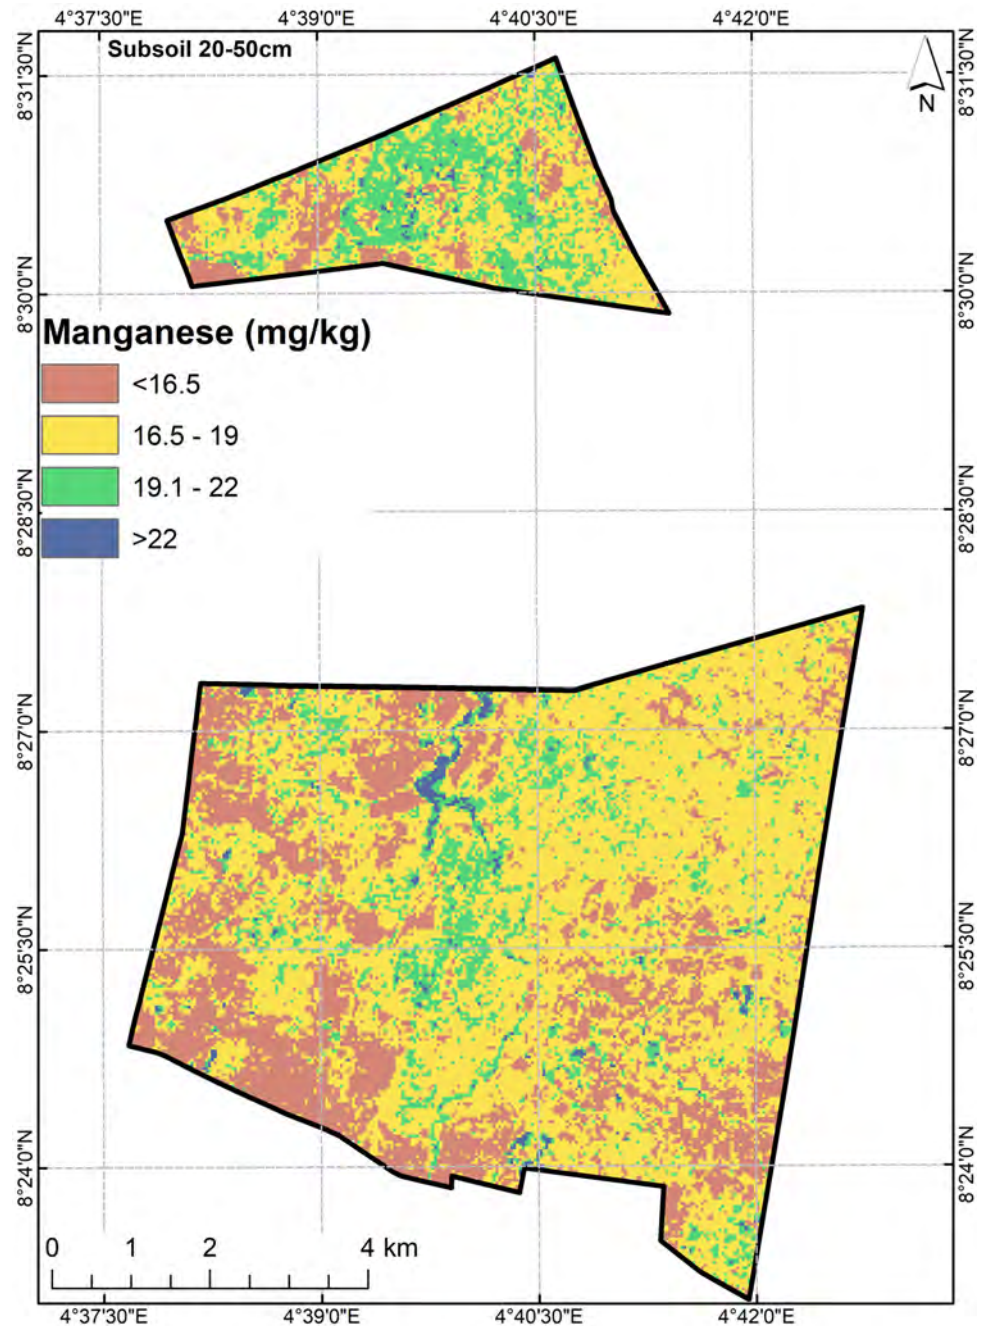 4°37'30"E 4°39'0"E 4°40'30"E 4°42'0"E
Subsoil 20-50cm
8°31'30"N 8°31'30"N
N
8°30'0"N 8°30'0"N
Manganese (mg/kg)
<16.5
16.5 - 19
19.1 - 22
>22
8°28'30"N 8°28'30"N
8°27'0"N 8°27'0"N
8°25'30"N 8°25'30"N
8°24'0"N 8°24'0"N
0 1 2 4 km
4°37'30"E 4°39'0"E 4°40'30"E 4°42'0"E